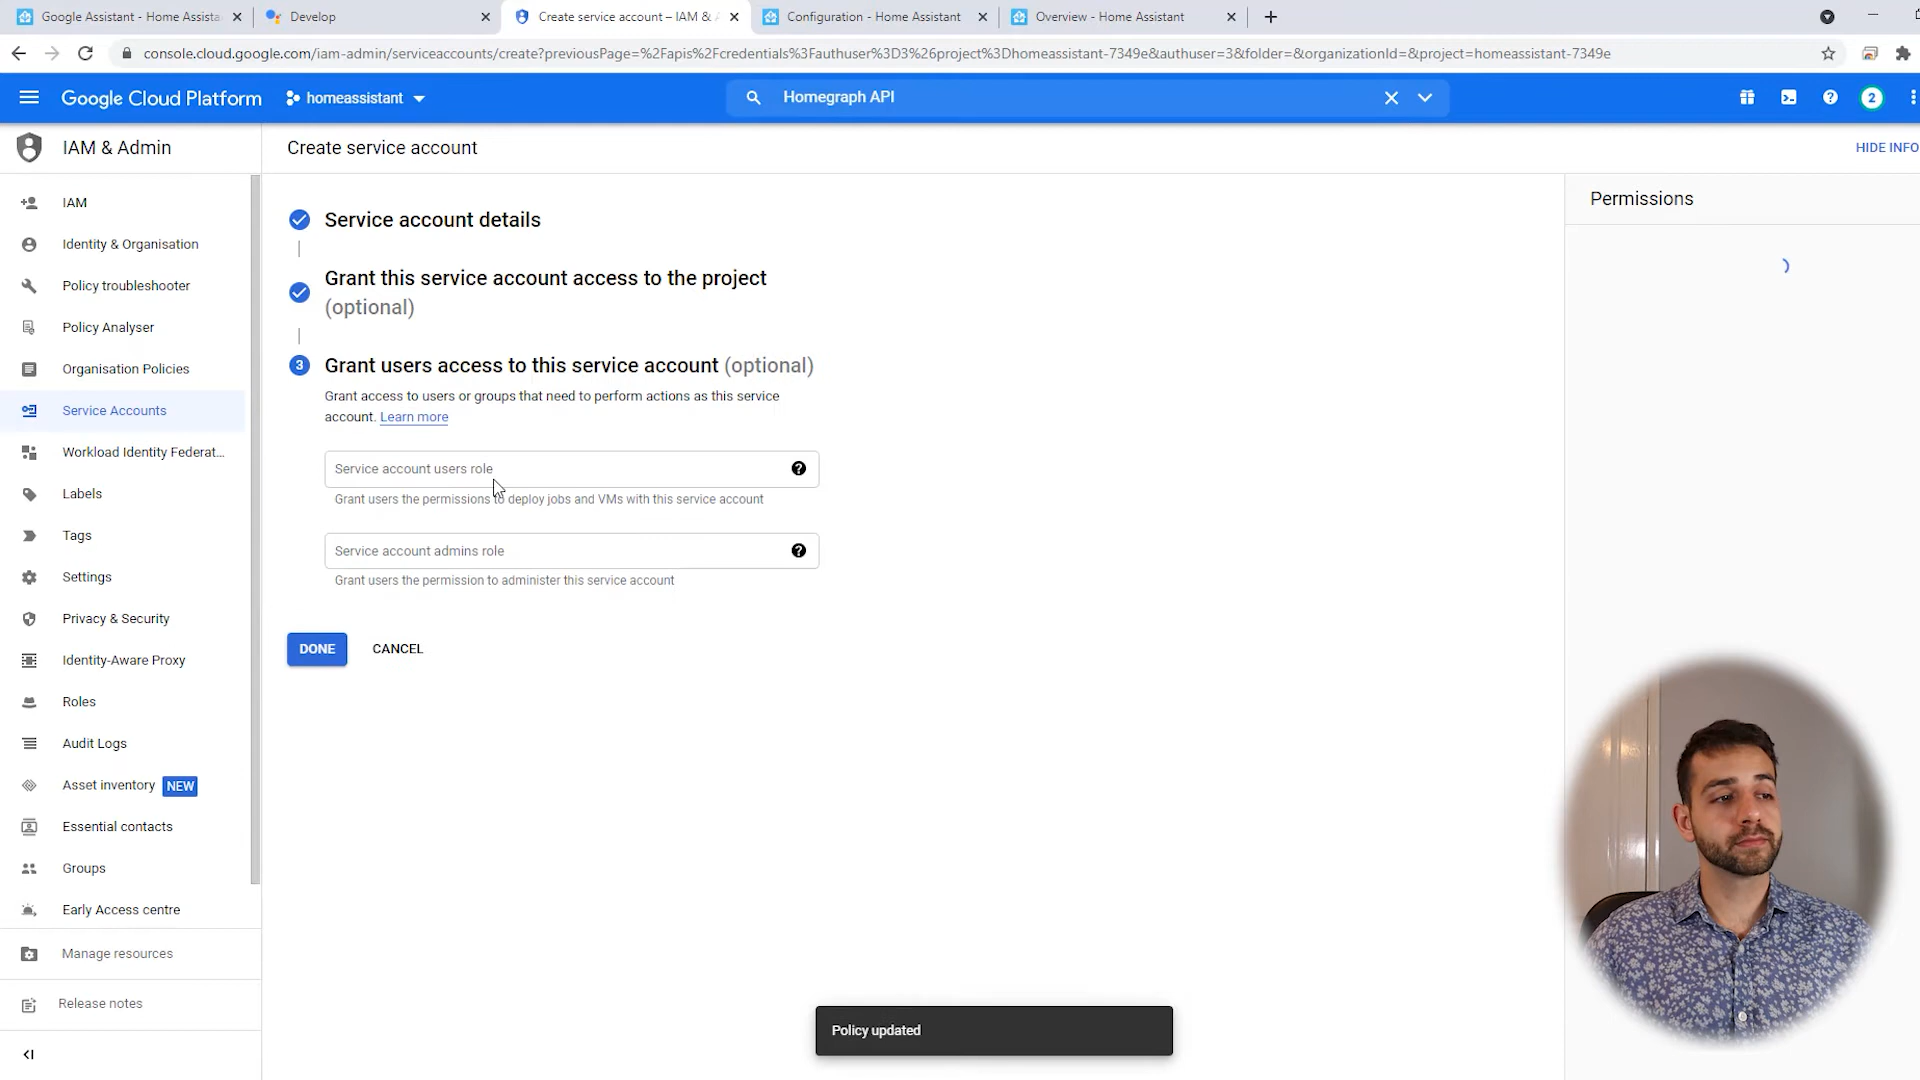 Google Assistant - Home Assista
Develop
Create service account – IAM &
Configuration - Home Assistant
Overview - Home Assistant
console.cloud.google.com/iam-admin/serviceaccounts/create?previousPage=%2Fapis%2Fcredentials%3Fauthuser%3D3%26project%3Dhomeassistant-7349e&authuser=3&folder=&organizationId=&project=homeassistant-7349e
Google Cloud Platform
homeassistant
Homegraph API
2
IAM & Admin
Create service account
HIDE INFO
IAM
Identity & Organisation
Policy troubleshooter
Policy Analyser
Organisation Policies
Service Accounts
Workload Identity Federat...
Labels
Tags
Settings
Privacy & Security
Identity-Aware Proxy
Roles
Audit Logs
Asset inventory NEW
Essential contacts
Groups
Early Access centre
Manage resources
Release notes
Service account details
Grant this service account access to the project
(optional)
3
Grant users access to this service account (optional)
Grant access to users or groups that need to perform actions as this service
account. Learn more
Service account users role
Grant users the permissions to deploy jobs and VMs with this service account
Service account admins role
Grant users the permission to administer this service account
DONE
CANCEL
Permissions
Policy updated